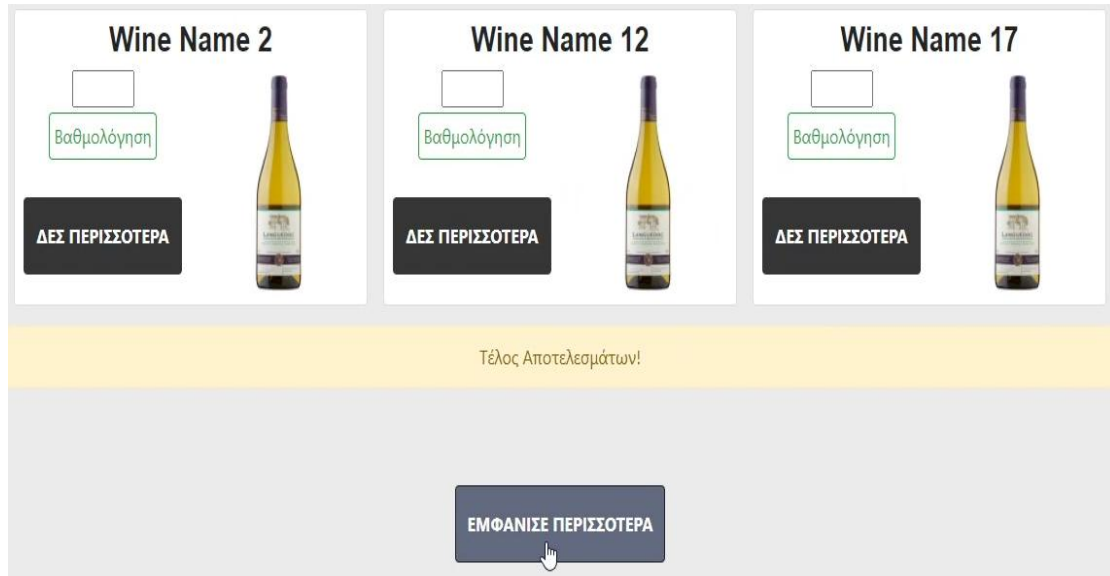 Wine Name 2
Wine Name 12
Wine Name 17
Βαθμολόγηση
Βαθμολόγηση
Βαθμολόγηση
ΔΕΣ ΠΕΡΙΣΣΟΤΕΡΑ
ΔΕΣ ΠΕΡΙΣΣΟΤΕΡΑ
ΔΕΣ ΠΕΡΙΣΣΟΤΕΡΑ
Τέλος Αποτελεσμάτων!
ΕΜΦΑΝΙΣΕ ΠΕΡΙΣΣΟΤΕΡΑ